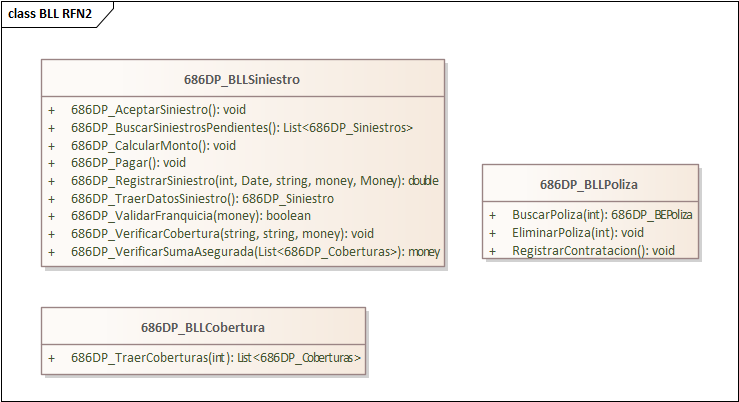 class BLL RFN2
686DP_BLLSiniestro
+ 686DP_AceptarSiniestro(): void
+ 686DP_BuscarSiniestrosPendientes(): List<686DP_Siniestros>
+ 686DP_CalcularMonto(): void
+ 686DP_Pagar(): void
+ 686DP_RegistrarSiniestro(int, Date, string, money, Money): double
+ 686DP_TraerDatosSiniestro(): 686DP_Siniestro
+ 686DP_ValidarFranquicia(money): boolean
+ 686DP_VerificarCobertura(string, string, money): void
+ 686DP_VerificarSumaAsegurada(List<686DP_Coberturas>): money
686DP_BLLPoliza
+ BuscarPoliza(int): 686DP_BEPoliza
+ EliminarPoliza(int): void
+ RegistrarContratacion(): void
686DP_BLLCobertura
+ 686DP_TraerCoberturas(int): List<686DP_Coberturas>